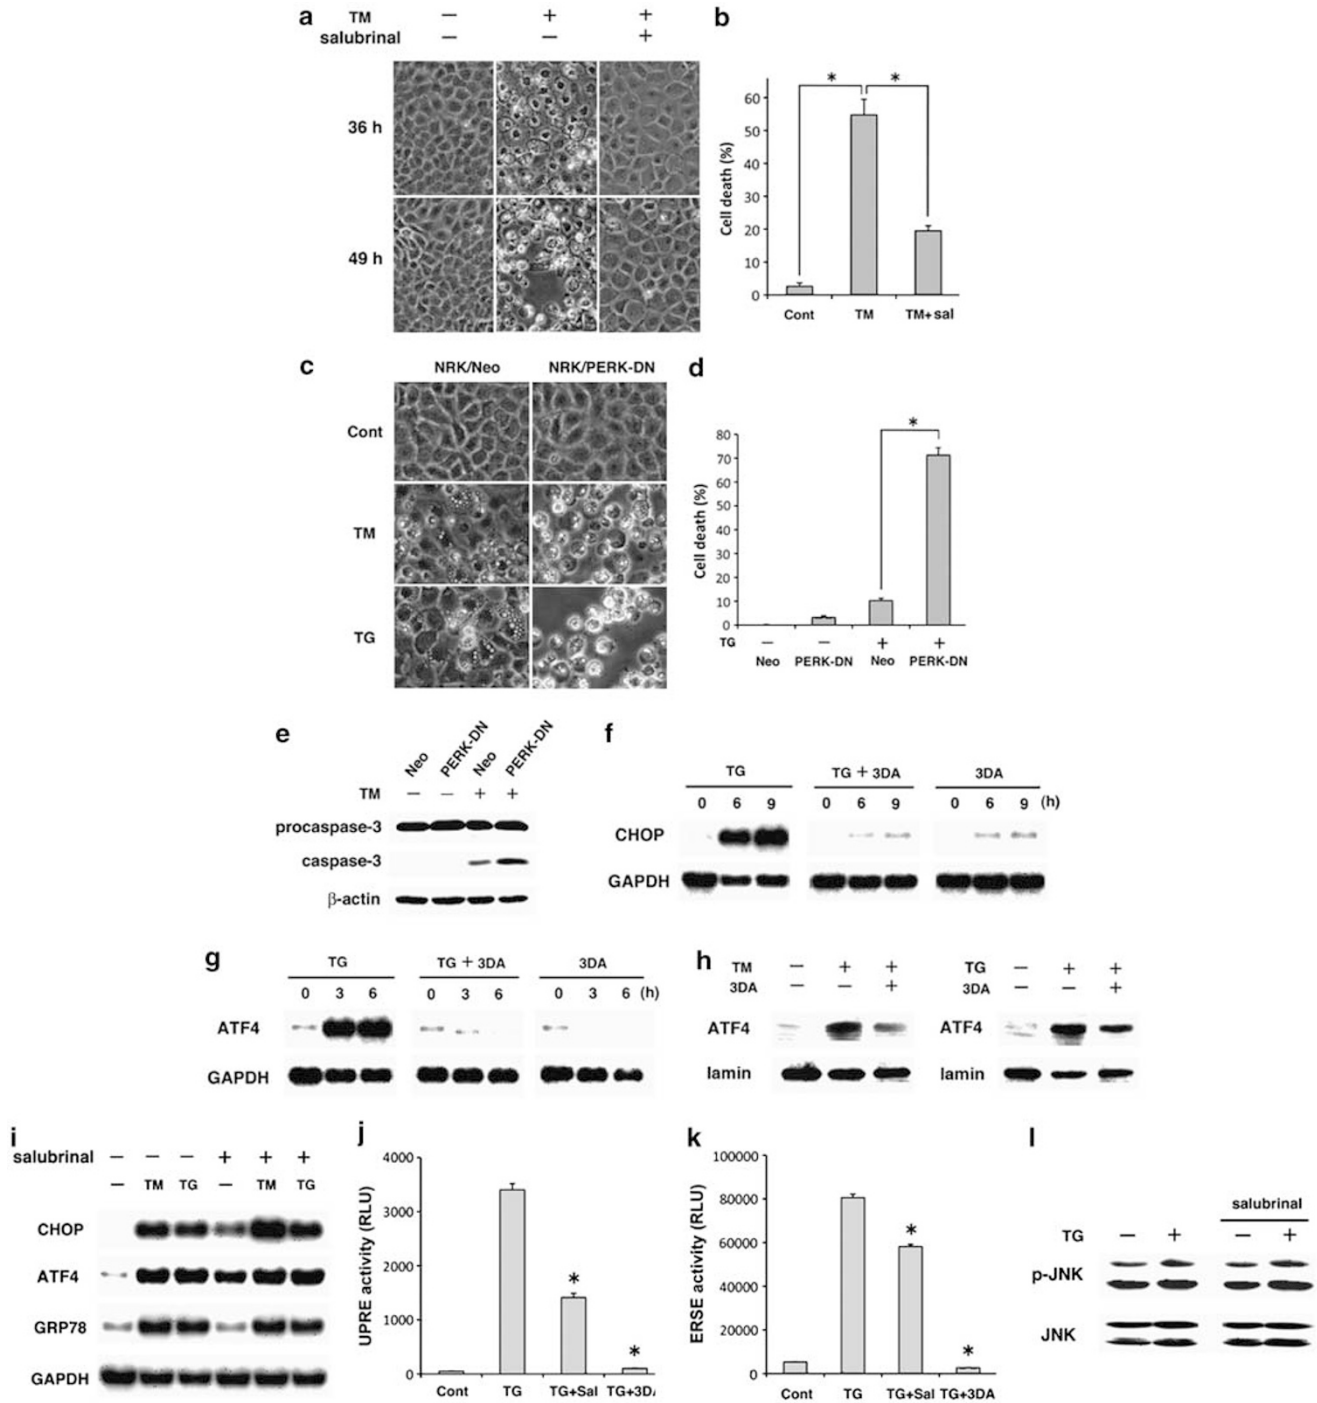 a TM − + +
salubrinal − − +
36 h
49 h
b
*
*
Cell death (%)
60
50
40
30
20
10
0
Cont TM TM+sal
c NRK/Neo NRK/PERK-DN
Cont
TM
TG
d
*
Cell death (%)
80
70
60
50
40
30
20
10
0
TG − − + +
Neo PERK-DN Neo PERK-DN
e
Neo PERK-DN Neo PERK-DN
TM − − + +
procaspase-3
caspase-3
β-actin
f
TG TG + 3DA 3DA
0 6 9 0 6 9 0 6 9 (h)
CHOP
GAPDH
g
TG TG + 3DA 3DA
0 3 6 0 3 6 0 3 6 (h)
ATF4
GAPDH
h
TM − + +
3DA − − +
ATF4
lamin
TG − + +
3DA − − +
ATF4
lamin
i
salubrinal − − − + + +
− TM TG − TM TG
CHOP
ATF4
GRP78
GAPDH
j
UPRE activity (RLU)
4000
3000
2000
1000
0
*
*
Cont TG TG+Sal TG+3D/
k
ERSE activity (RLU)
100000
80000
60000
40000
20000
0
*
*
Cont TG TG+Sal TG+3DA
l
salubrinal
TG − + − +
p-JNK
JNK